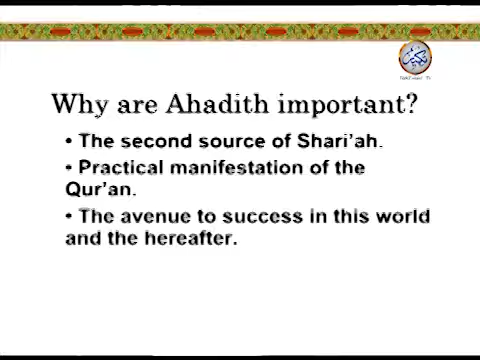 Why are Ahadith important?
• The second source of Shari'ah.
• Practical manifestation of the
Qur'an.
• The avenue to success in this world
and the hereafter.